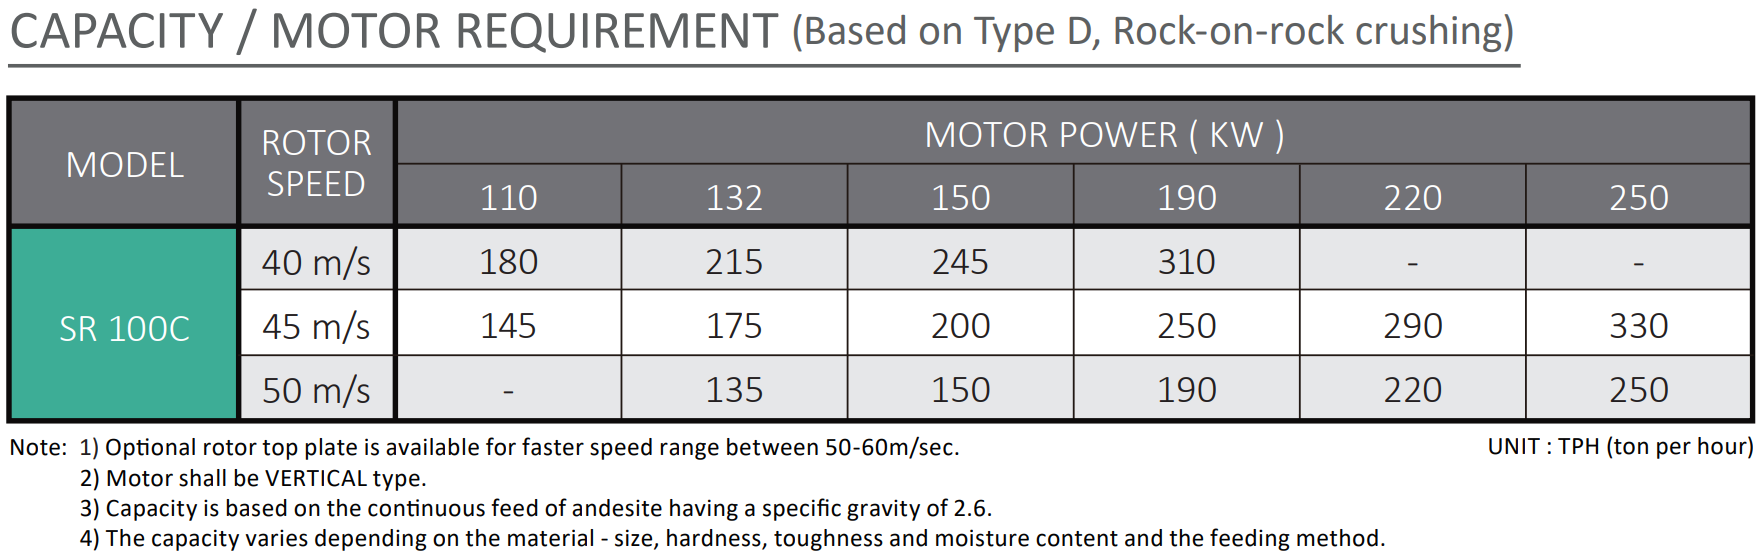 CAPACITY / MOTOR REQUIREMENT (Based on Type D, Rock-on-rock crushing)
MODEL ROTOR SPEED MOTOR POWER ( KW )
110 132 150 190 220 250
SR 100C
40 m/s 180 215 245 310 - -
45 m/s 145 175 200 250 290 330
50 m/s - 135 150 190 220 250
Note: 1) Optional rotor top plate is available for faster speed range between 50-60m/sec. UNIT : TPH (ton per hour)
2) Motor shall be VERTICAL type.
3) Capacity is based on the continuous feed of andesite having a specific gravity of 2.6.
4) The capacity varies depending on the material - size, hardness, toughness and moisture content and the feeding method.